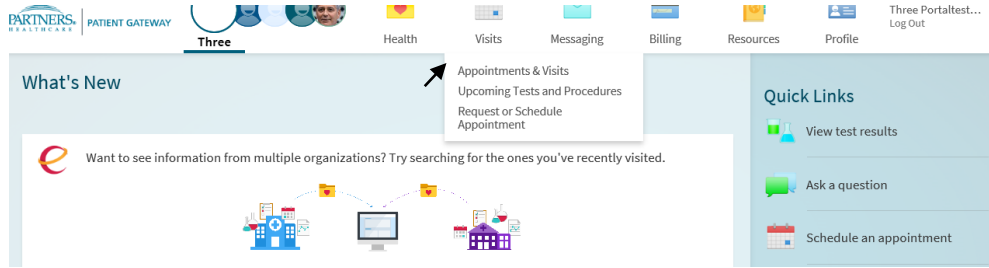 PARTNERS.
HEALTHCARE
PATIENT GATEWAY
Three
Health
Visits
Messaging
Billing
Resources
Profile
Three Portaltest...
Log Out
Appointments & Visits
Upcoming Tests and Procedures
Request or Schedule
Appointment
What's New
Want to see information from multiple organizations? Try searching for the ones you've recently visited.
Quick Links
View test results
Ask a question
Schedule an appointment